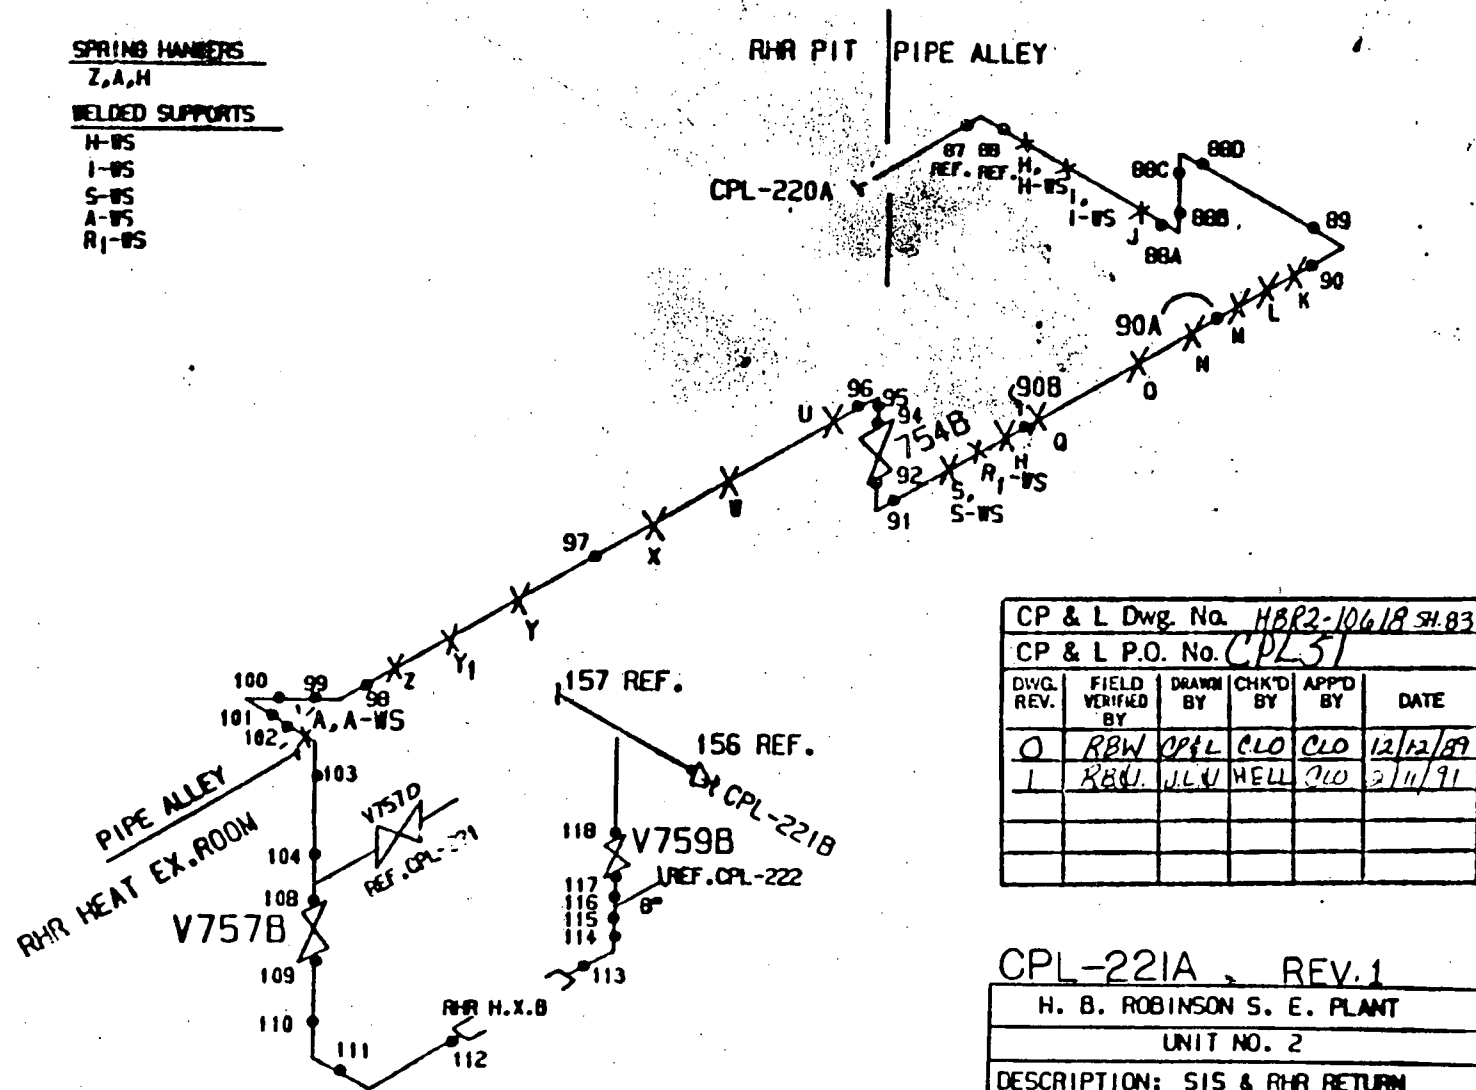 SPRING HANGERS
Z,A,H
WELDED SUPPORTS
H-WS
I-WS
S-WS
A-WS
R1-WS
RHR PIT
PIPE ALLEY
CPL-220A
87
REF.
88
REF.
H,
H-WS
I,
I-WS
J
88A
88B
88C
88D
89
90
K
L
M
90A
N
O
90B
Q
H
R1-WS
S,
S-WS
91
92
754B
94
95
96
U
W
X
97
Y
Y1
Z
98
99
100
101
102
A, A-WS
103
PIPE ALLEY
RHR HEAT EX.ROOM
104
V757D
REF.CPL-
108
V757B
109
110
111
112
RHR H.X.B
113
114
115
116
117
118
V759B
REF.CPL-222
8"
157 REF.
156 REF.
CPL-221B
CP & L Dwg. No. HBR2-10618 SH.83
CP & L P.O. No. CPL51
DWG. REV.
FIELD VERIFIED BY
DRAWN BY
CHK'D BY
APP'D BY
DATE
0 RBW CP&L CLO CLO 12/12/89
1 HELL CLO /11/91
CPL-221A REV.1
H. B. ROBINSON S. E. PLANT
UNIT NO. 2
DESCRIPTION: SIS & RHR RETURN